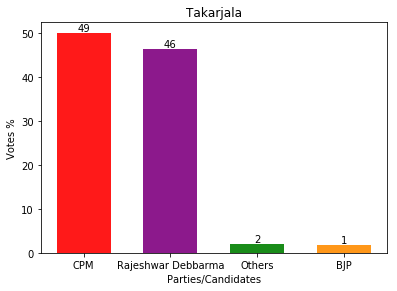 Takarjala
50
40
30
20
10
0
Votes %
49
46
2
1
CPM
Rajeshwar Debbarma
Others
BJP
Parties/Candidates